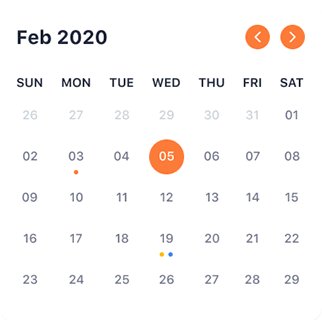 Feb 2020
SUN MON TUE WED THU FRI SAT
26 27 28 29 30 31 01
02 03 04 05 06 07 08
09 10 11 12 13 14 15
16 17 18 19 20 21 22
23 24 25 26 27 28 29